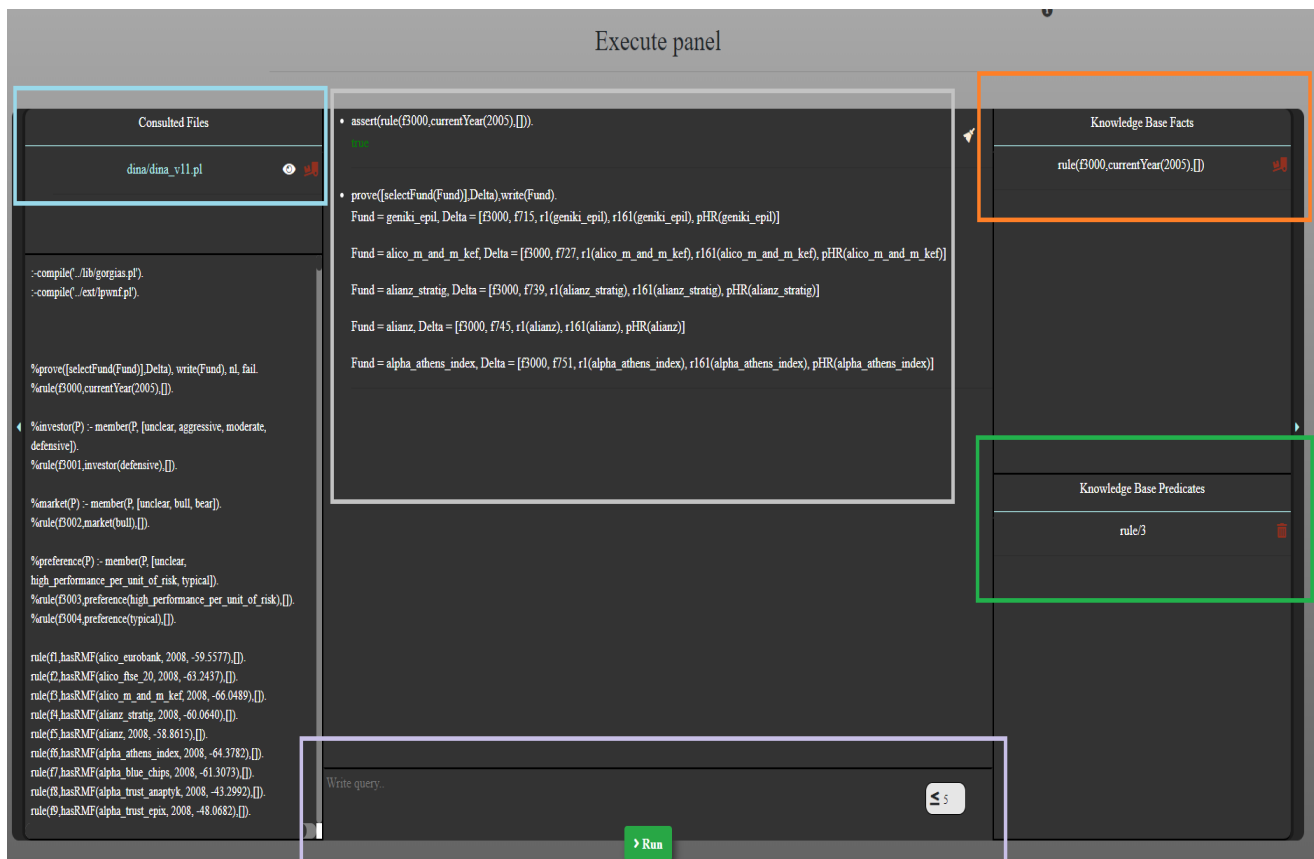 Execute panel
Consulted Files
dina/dina_v11.pl
:-compile('../lib/gorgias.pl').
:-compile('../ext/lpwnf.pl').
%prove([selectFund(Fund)],Delta), write(Fund), nl, fail.
%rule(f3000,currentYear(2005),[]).
%investor(P) :- member(P, [unclear, aggressive, moderate,
defensive]).
%rule(f3001,investor(defensive),[]).
%market(P) :- member(P, [unclear, bull, bear]).
%rule(f3002,market(bull),[]).
%preference(P) :- member(P, [unclear,
high_performance_per_unit_of_risk, typical]).
%rule(f3003,preference(high_performance_per_unit_of_risk),[]).
%rule(f3004,preference(typical),[]).
rule(f1,hasRMF(alico_eurobank, 2008, -59.5577),[]).
rule(f2,hasRMF(alico_ftse_20, 2008, -63.2437),[]).
rule(f3,hasRMF(alico_m_and_m_kef, 2008, -66.0489),[]).
rule(f4,hasRMF(alianz_stratig, 2008, -60.0640),[]).
rule(f5,hasRMF(alianz, 2008, -58.8615),[]).
rule(f6,hasRMF(alpha_athens_index, 2008, -64.3782),[]).
rule(f7,hasRMF(alpha_blue_chips, 2008, -61.3073),[]).
rule(f8,hasRMF(alpha_trust_anaptyk, 2008, -43.2992),[]).
rule(f9,hasRMF(alpha_trust_epix, 2008, -48.0682),[]).
assert(rule(f3000,currentYear(2005),[])).
true
prove([selectFund(Fund)],Delta),write(Fund).
Fund = geniki_epil, Delta = [f3000, f715, r1(geniki_epil), r161(geniki_epil), pHR(geniki_epil)]
Fund = alico_m_and_m_kef, Delta = [f3000, f727, r1(alico_m_and_m_kef), r161(alico_m_and_m_kef), pHR(alico_m_and_m_kef)]
Fund = alianz_stratig, Delta = [f3000, f739, r1(alianz_stratig), r161(alianz_stratig), pHR(alianz_stratig)]
Fund = alianz, Delta = [f3000, f745, r1(alianz), r161(alianz), pHR(alianz)]
Fund = alpha_athens_index, Delta = [f3000, f751, r1(alpha_athens_index), r161(alpha_athens_index), pHR(alpha_athens_index)]
Write query..
≤ 5
Run
Knowledge Base Facts
rule(f3000,currentYear(2005),[])
Knowledge Base Predicates
rule/3